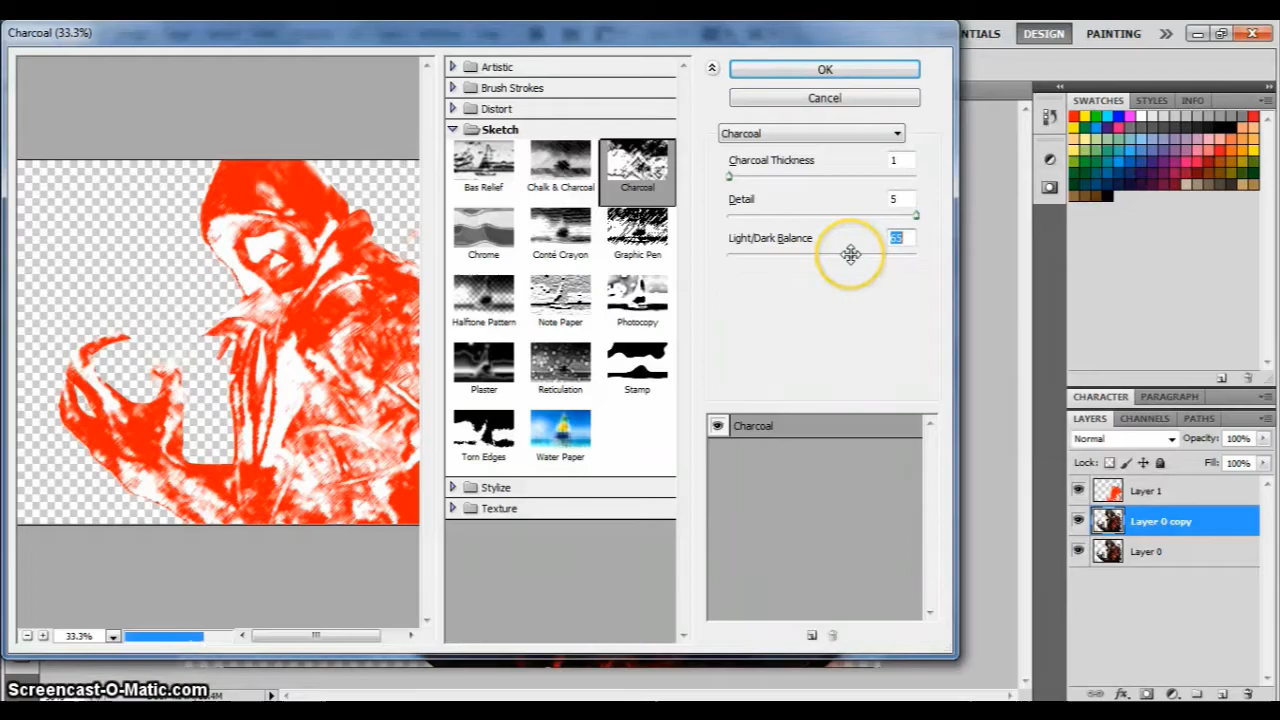 Charcoal (33.3%)
ENTIALS
DESIGN
PAINTING
Artistic
Brush Strokes
Distort
Sketch
Bas Relief
Chalk & Charcoal
Charcoal
Chrome
Conté Crayon
Graphic Pen
Halftone Pattern
Note Paper
Photocopy
Plaster
Reticulation
Stamp
Torn Edges
Water Paper
Stylize
Texture
OK
Cancel
Charcoal
Charcoal Thickness 1
Detail 5
Light/Dark Balance
Charcoal
33.3%
SWATCHES STYLES INFO
CHARACTER PARAGRAPH
LAYERS CHANNELS PATHS
Normal Opacity: 100%
Lock: Fill: 100%
Layer 1
Layer 0 copy
Layer 0
Screencast-O-Matic.com